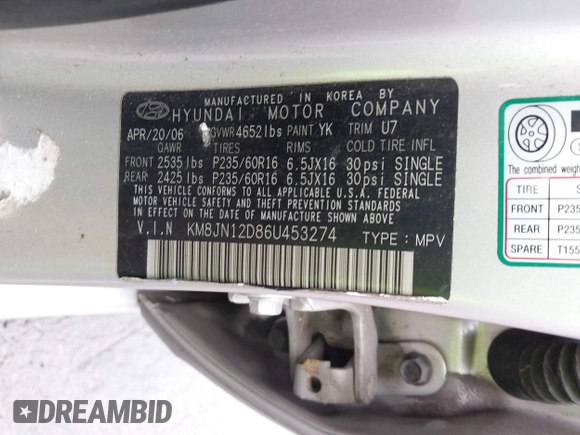 MANUFACTURED IN KOREA BY
HYUNDAI MOTOR COMPANY
APR/20/06 GVWR 4652lbs PAINT YK TRIM U7
GAWR TIRES RIMS COLD TIRE INFL
FRONT 2535lbs P235/60R16 6.5JX16 30psi SINGLE
REAR 2425lbs P235/60R16 6.5JX16 30psi SINGLE
THIS VEHICLE CONFORMS TO ALL APPLICABLE U.S.A. FEDERAL
MOTOR VEHICLE SAFETY AND THEFT PREVENTION STANDARDS
IN EFFECT ON THE DATE OF MANUFACTURE SHOWN ABOVE.
V.I.N KM8JN12D86U453274 TYPE: MPV
The combined weigh
TIRE S
FRONT P235
REAR P235
SPARE T155
DREAMBID